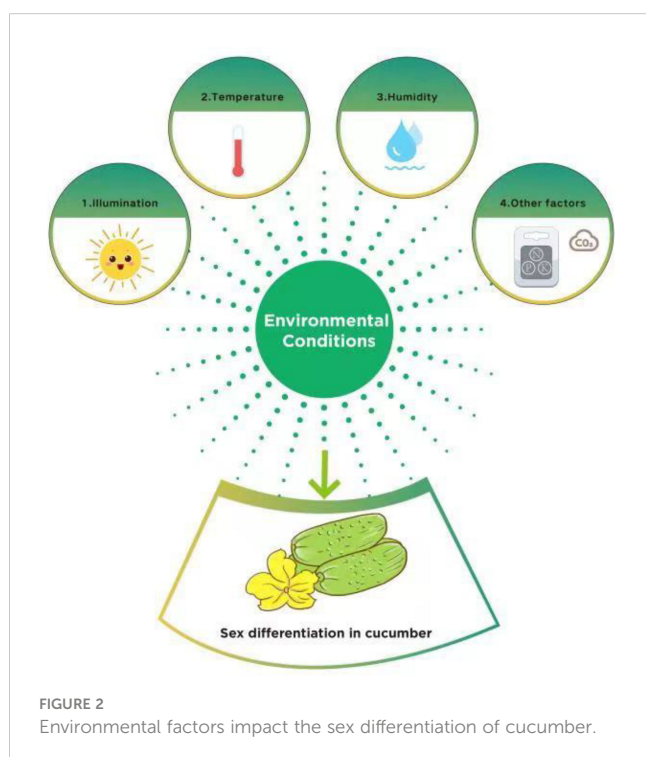 2.Temperature
3.Humidity
1.Illumination
4.Other factors
N
P K
CO₂
Environmental
Conditions
Sex differentiation in cucumber
FIGURE 2
Environmental factors impact the sex differentiation of cucumber.